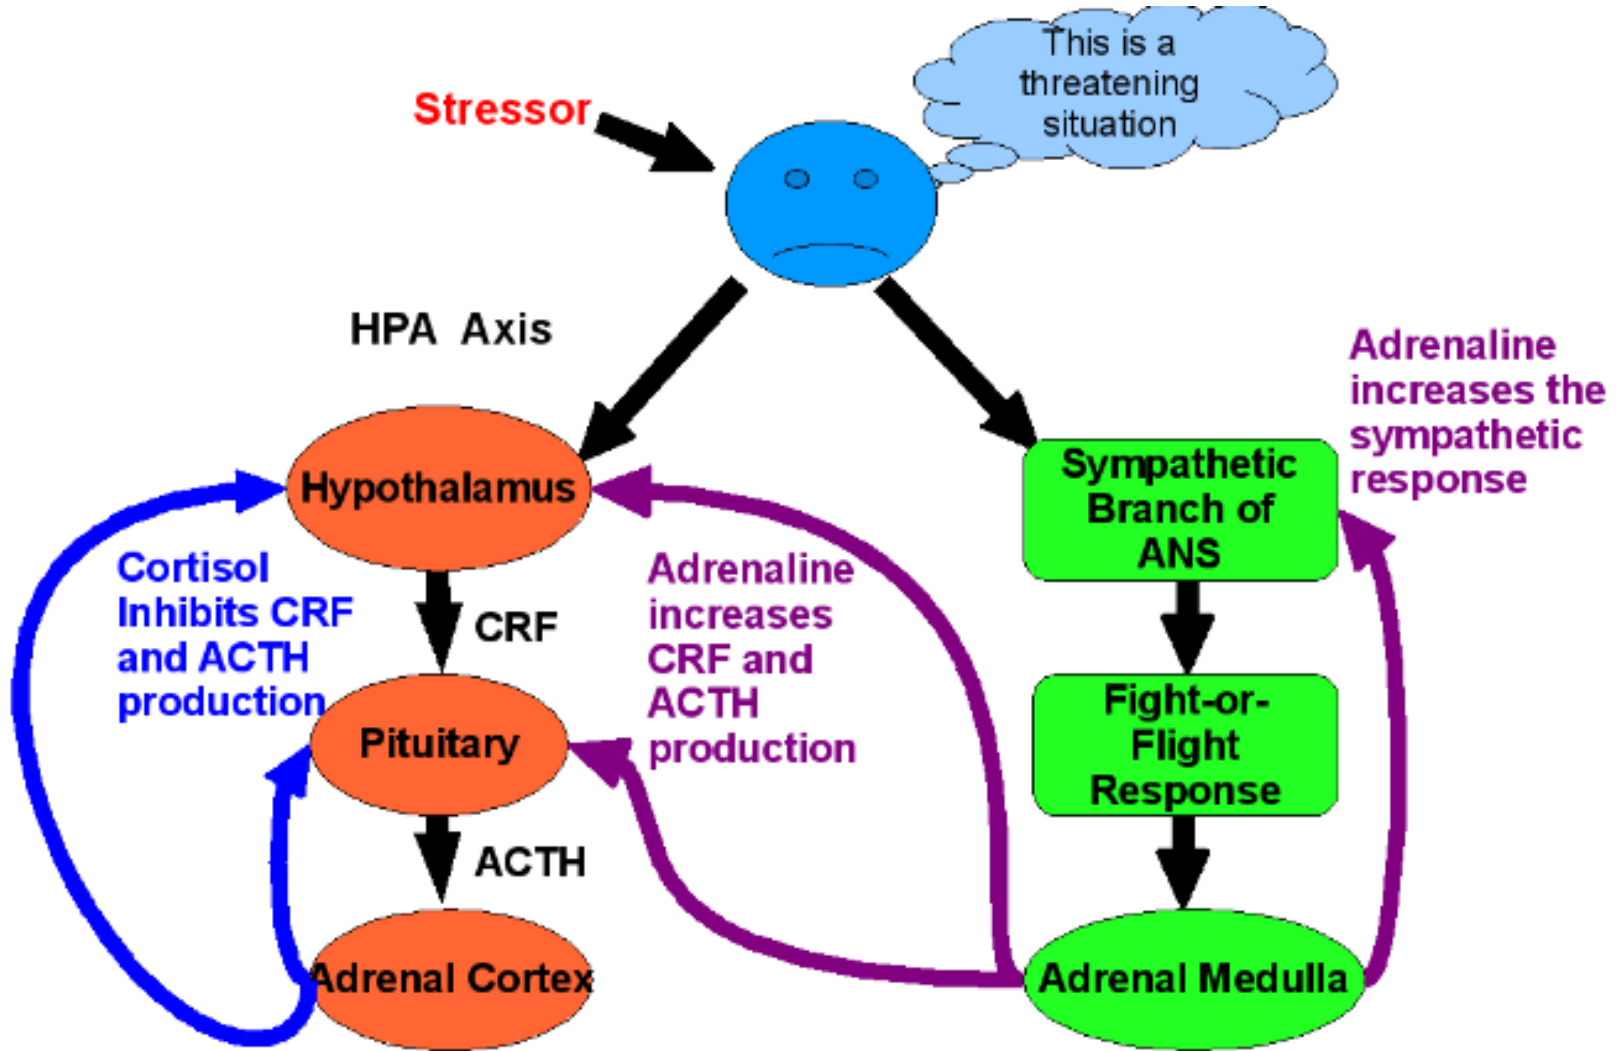 This is a
threatening
situation
Stressor
HPA Axis
Adrenaline
increases the
sympathetic
response
Hypothalamus
Sympathetic
Branch of
ANS
Cortisol
Inhibits CRF
and ACTH
production
CRF
Adrenaline
increases
CRF and
ACTH
production
Pituitary
Fight-or-
Flight
Response
ACTH
Adrenal Cortex
Adrenal Medulla